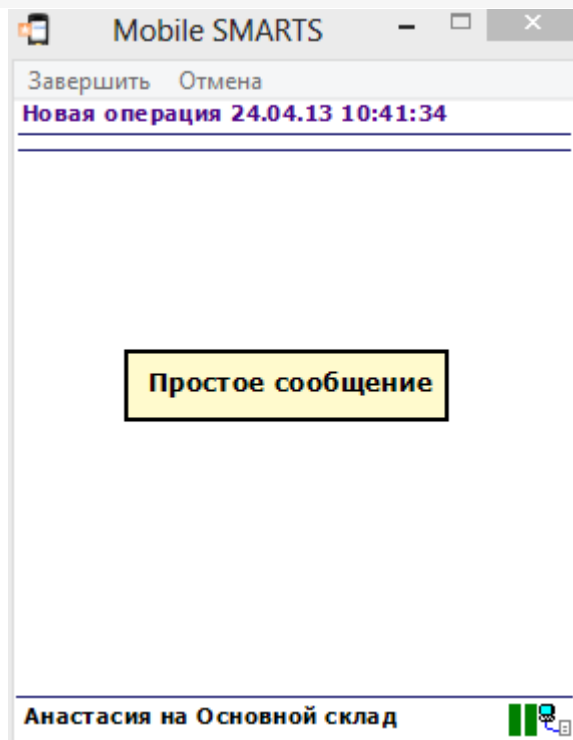 Mobile SMARTS
Завершить Отмена
Новая операция 24.04.13 10:41:34
Простое сообщение
Анастасия на Основной склад